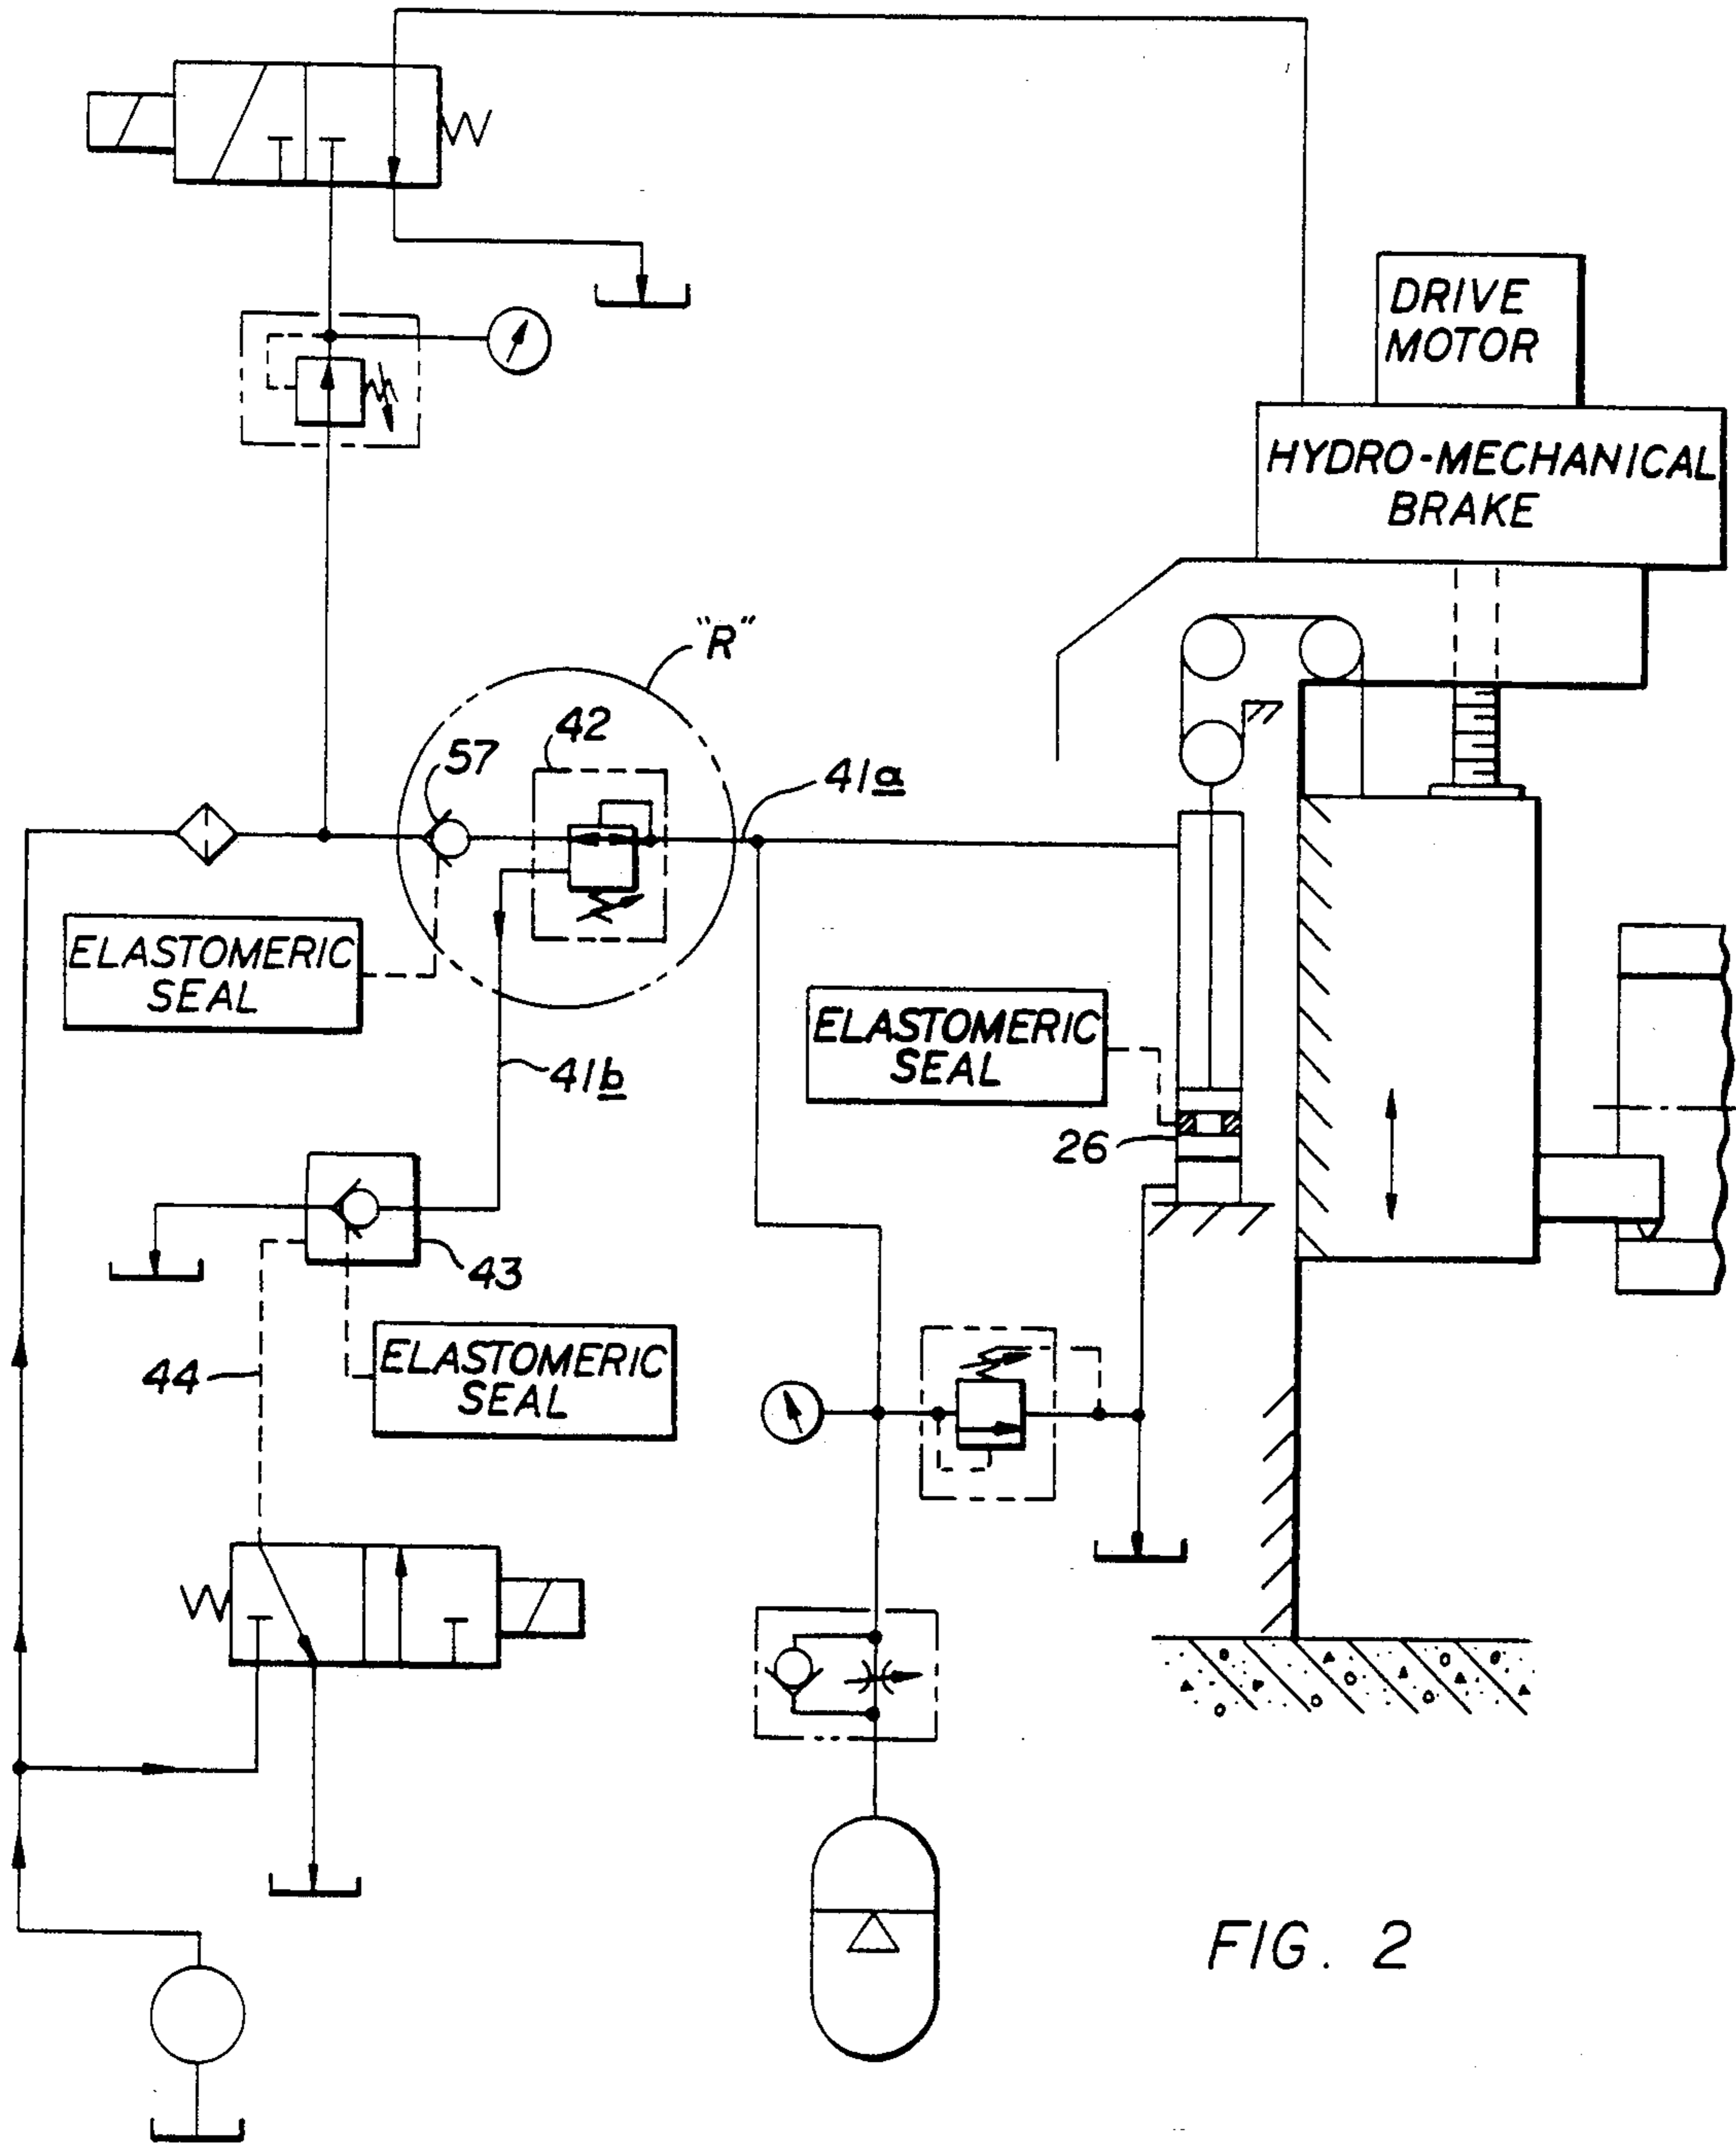 DRIVE
MOTOR
HYDRO-MECHANICAL
BRAKE
"R"
42
57
41a
ELASTOMERIC
SEAL
ELASTOMERIC
SEAL
41b
26
43
44
ELASTOMERIC
SEAL
FIG. 2